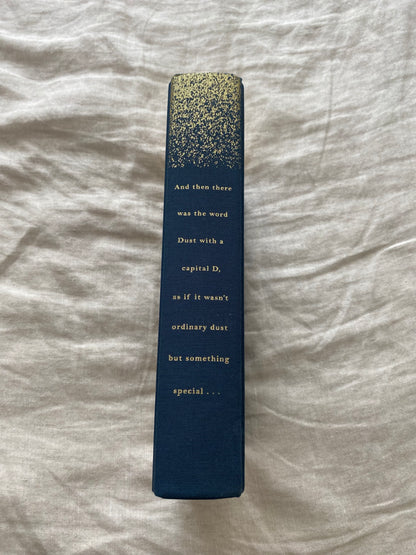 And then there
was the word
Dust with a
capital D,
as if it wasn't
ordinary dust
but something
special . . .